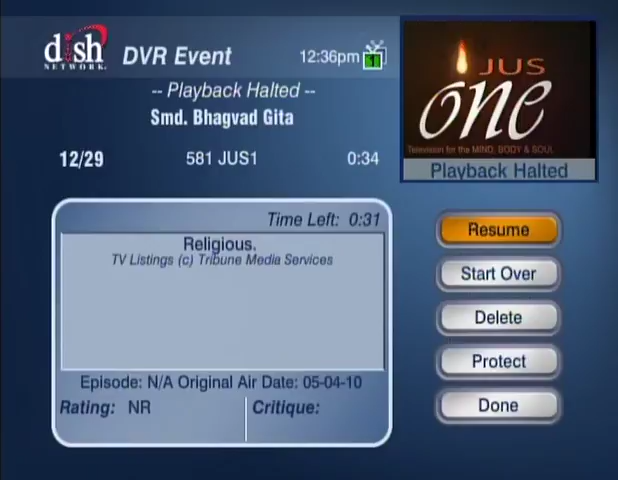 dish
NETWORK.
DVR Event
12:36pm
1
-- Playback Halted --
Smd. Bhagvad Gita
12/29 581 JUS1 0:34
JUS
one
Television for the MIND, BODY & SOUL
Playback Halted
Time Left: 0:31
Religious.
TV Listings (c) Tribune Media Services
Episode: N/A Original Air Date: 05-04-10
Rating: NR
Critique:
Resume
Start Over
Delete
Protect
Done